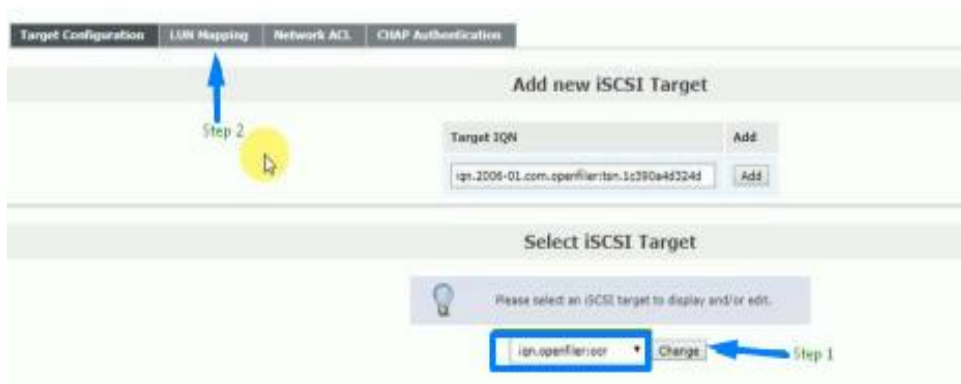 Target Configuration LUN Mapping Network ACL CHAP Authentication
Add new iSCSI Target
Step 2
Target IQN Add
iqn.2006-01.com.openfiler:tsn.1c390a4d324d Add
Select iSCSI Target
Please select an iSCSI target to display and/or edit.
iqn.openfiler:ocr Change Step 1